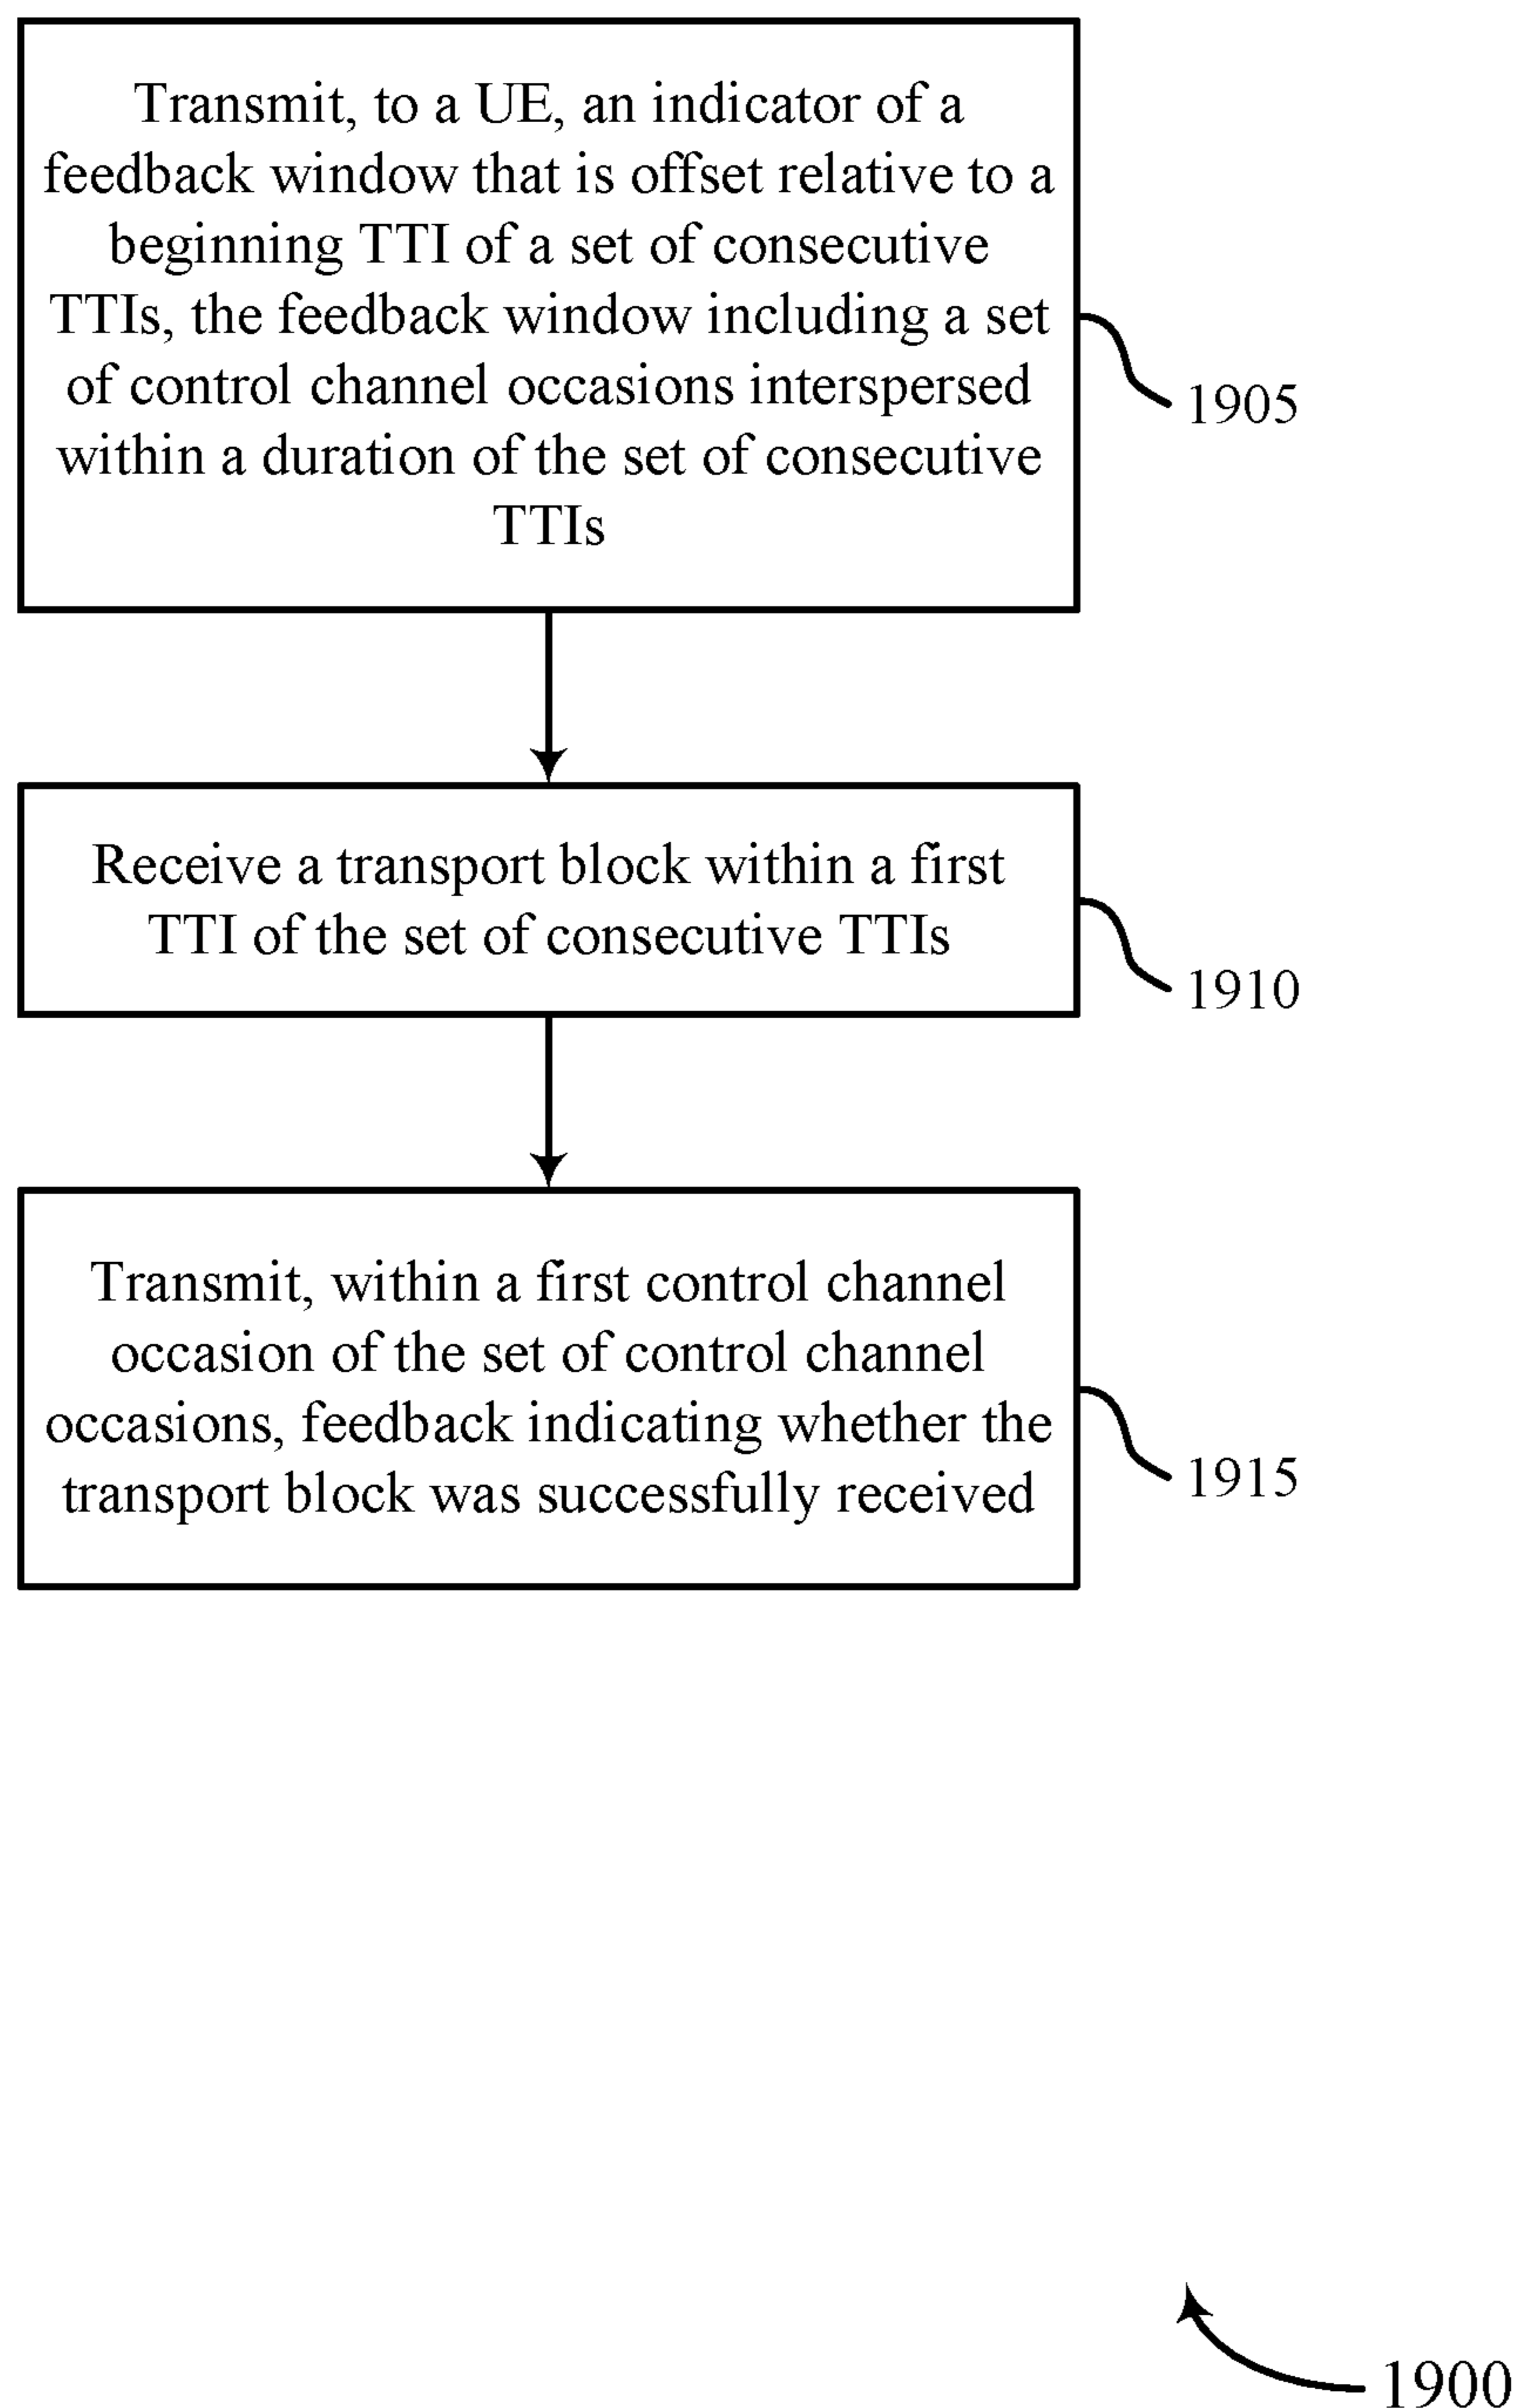 Transmit, to a UE, an indicator of a
feedback window that is offset relative to a
beginning TTI of a set of consecutive
TTIs, the feedback window including a set
of control channel occasions interspersed
within a duration of the set of consecutive
TTIs
1905
Receive a transport block within a first
TTI of the set of consecutive TTIs
1910
Transmit, within a first control channel
occasion of the set of control channel
occasions, feedback indicating whether the
transport block was successfully received
1915
1900